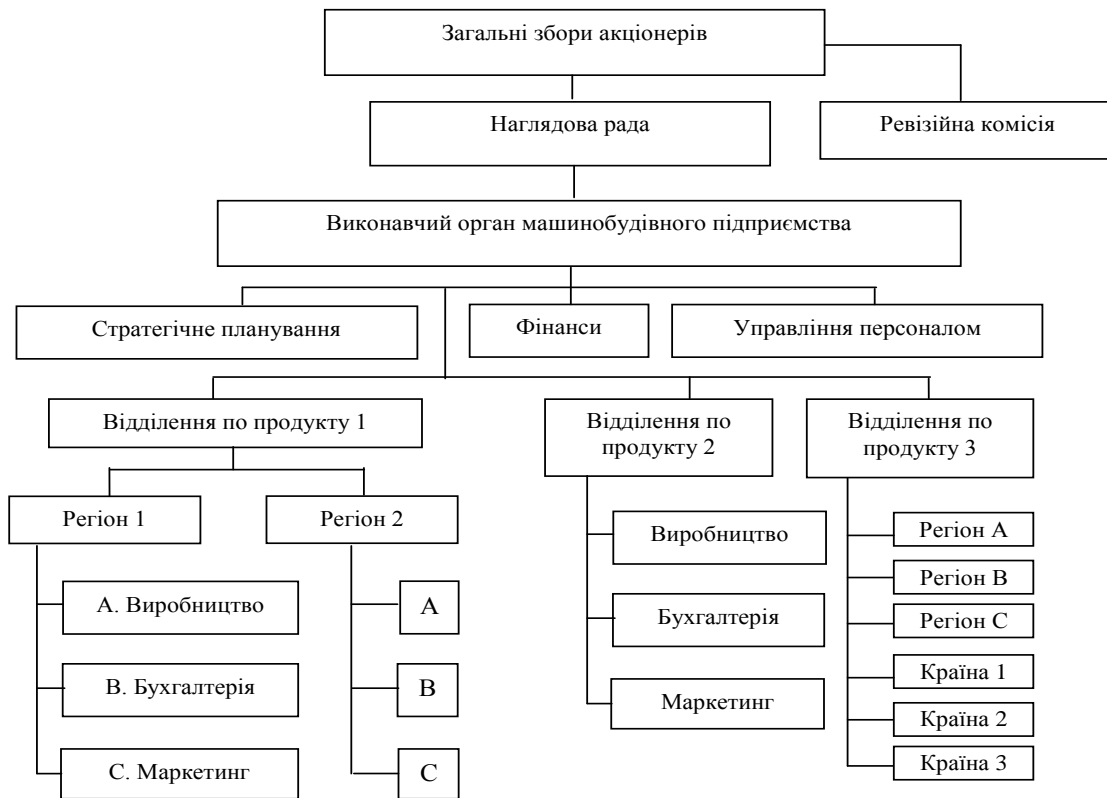 Загальні збори акціонерів
Наглядова рада
Ревізійна комісія
Виконавчий орган машинобудівного підприємства
Стратегічне планування
Фінанси
Управління персоналом
Відділення по продукту 1
Відділення по
продукту 2
Відділення по
продукту 3
Регіон 1
Регіон 2
А. Виробництво
В. Бухгалтерія
С. Маркетинг
А
В
С
Виробництво
Бухгалтерія
Маркетинг
Регіон А
Регіон В
Регіон С
Країна 1
Країна 2
Країна 3